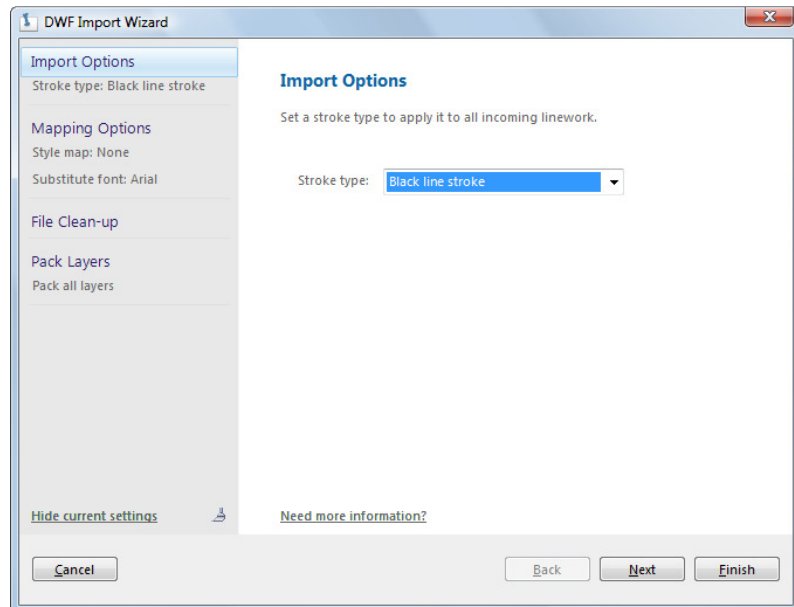 DWF Import Wizard
Import Options
Stroke type: Black line stroke
Mapping Options
Style map: None
Substitute font: Arial
File Clean-up
Pack Layers
Pack all layers
Hide current settings
Import Options
Set a stroke type to apply it to all incoming linework.
Stroke type: Black line stroke
Need more information?
Cancel Back Next Finish